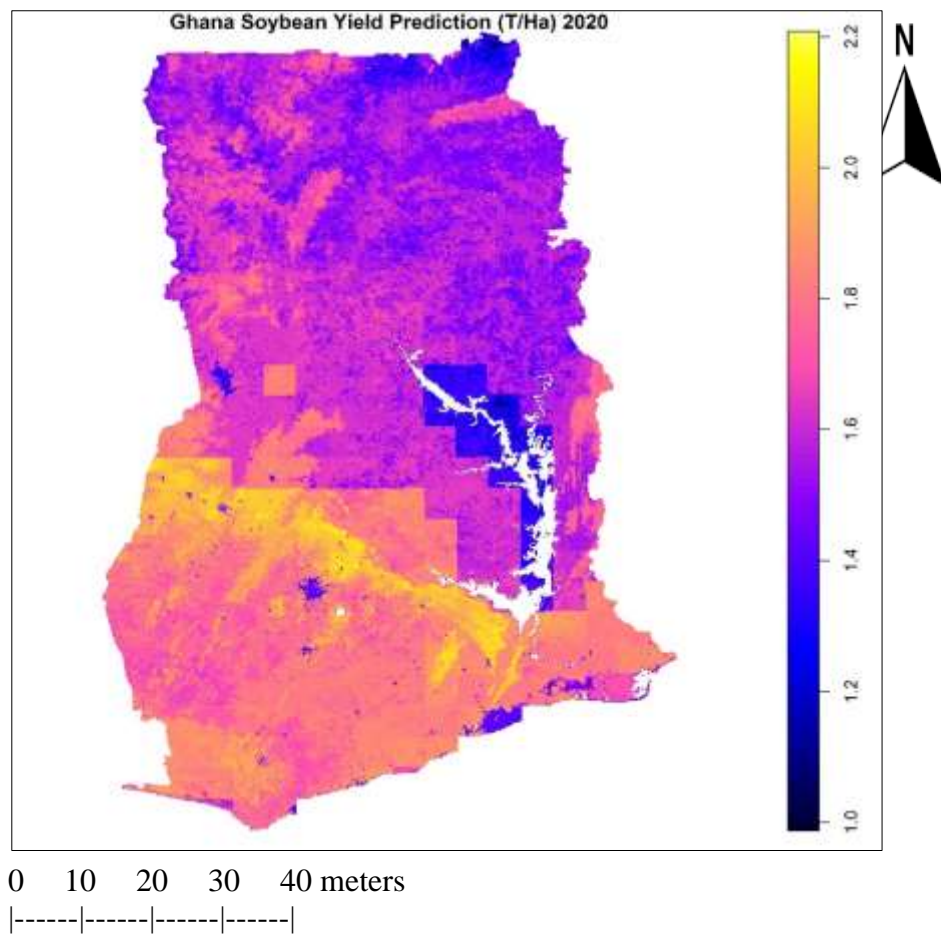 Ghana Soybean Yield Prediction (T/Ha) 2020
N
2.2
2.0
1.8
1.6
1.4
1.2
1.0
0 10 20 30 40 meters
|------|------|------|------|